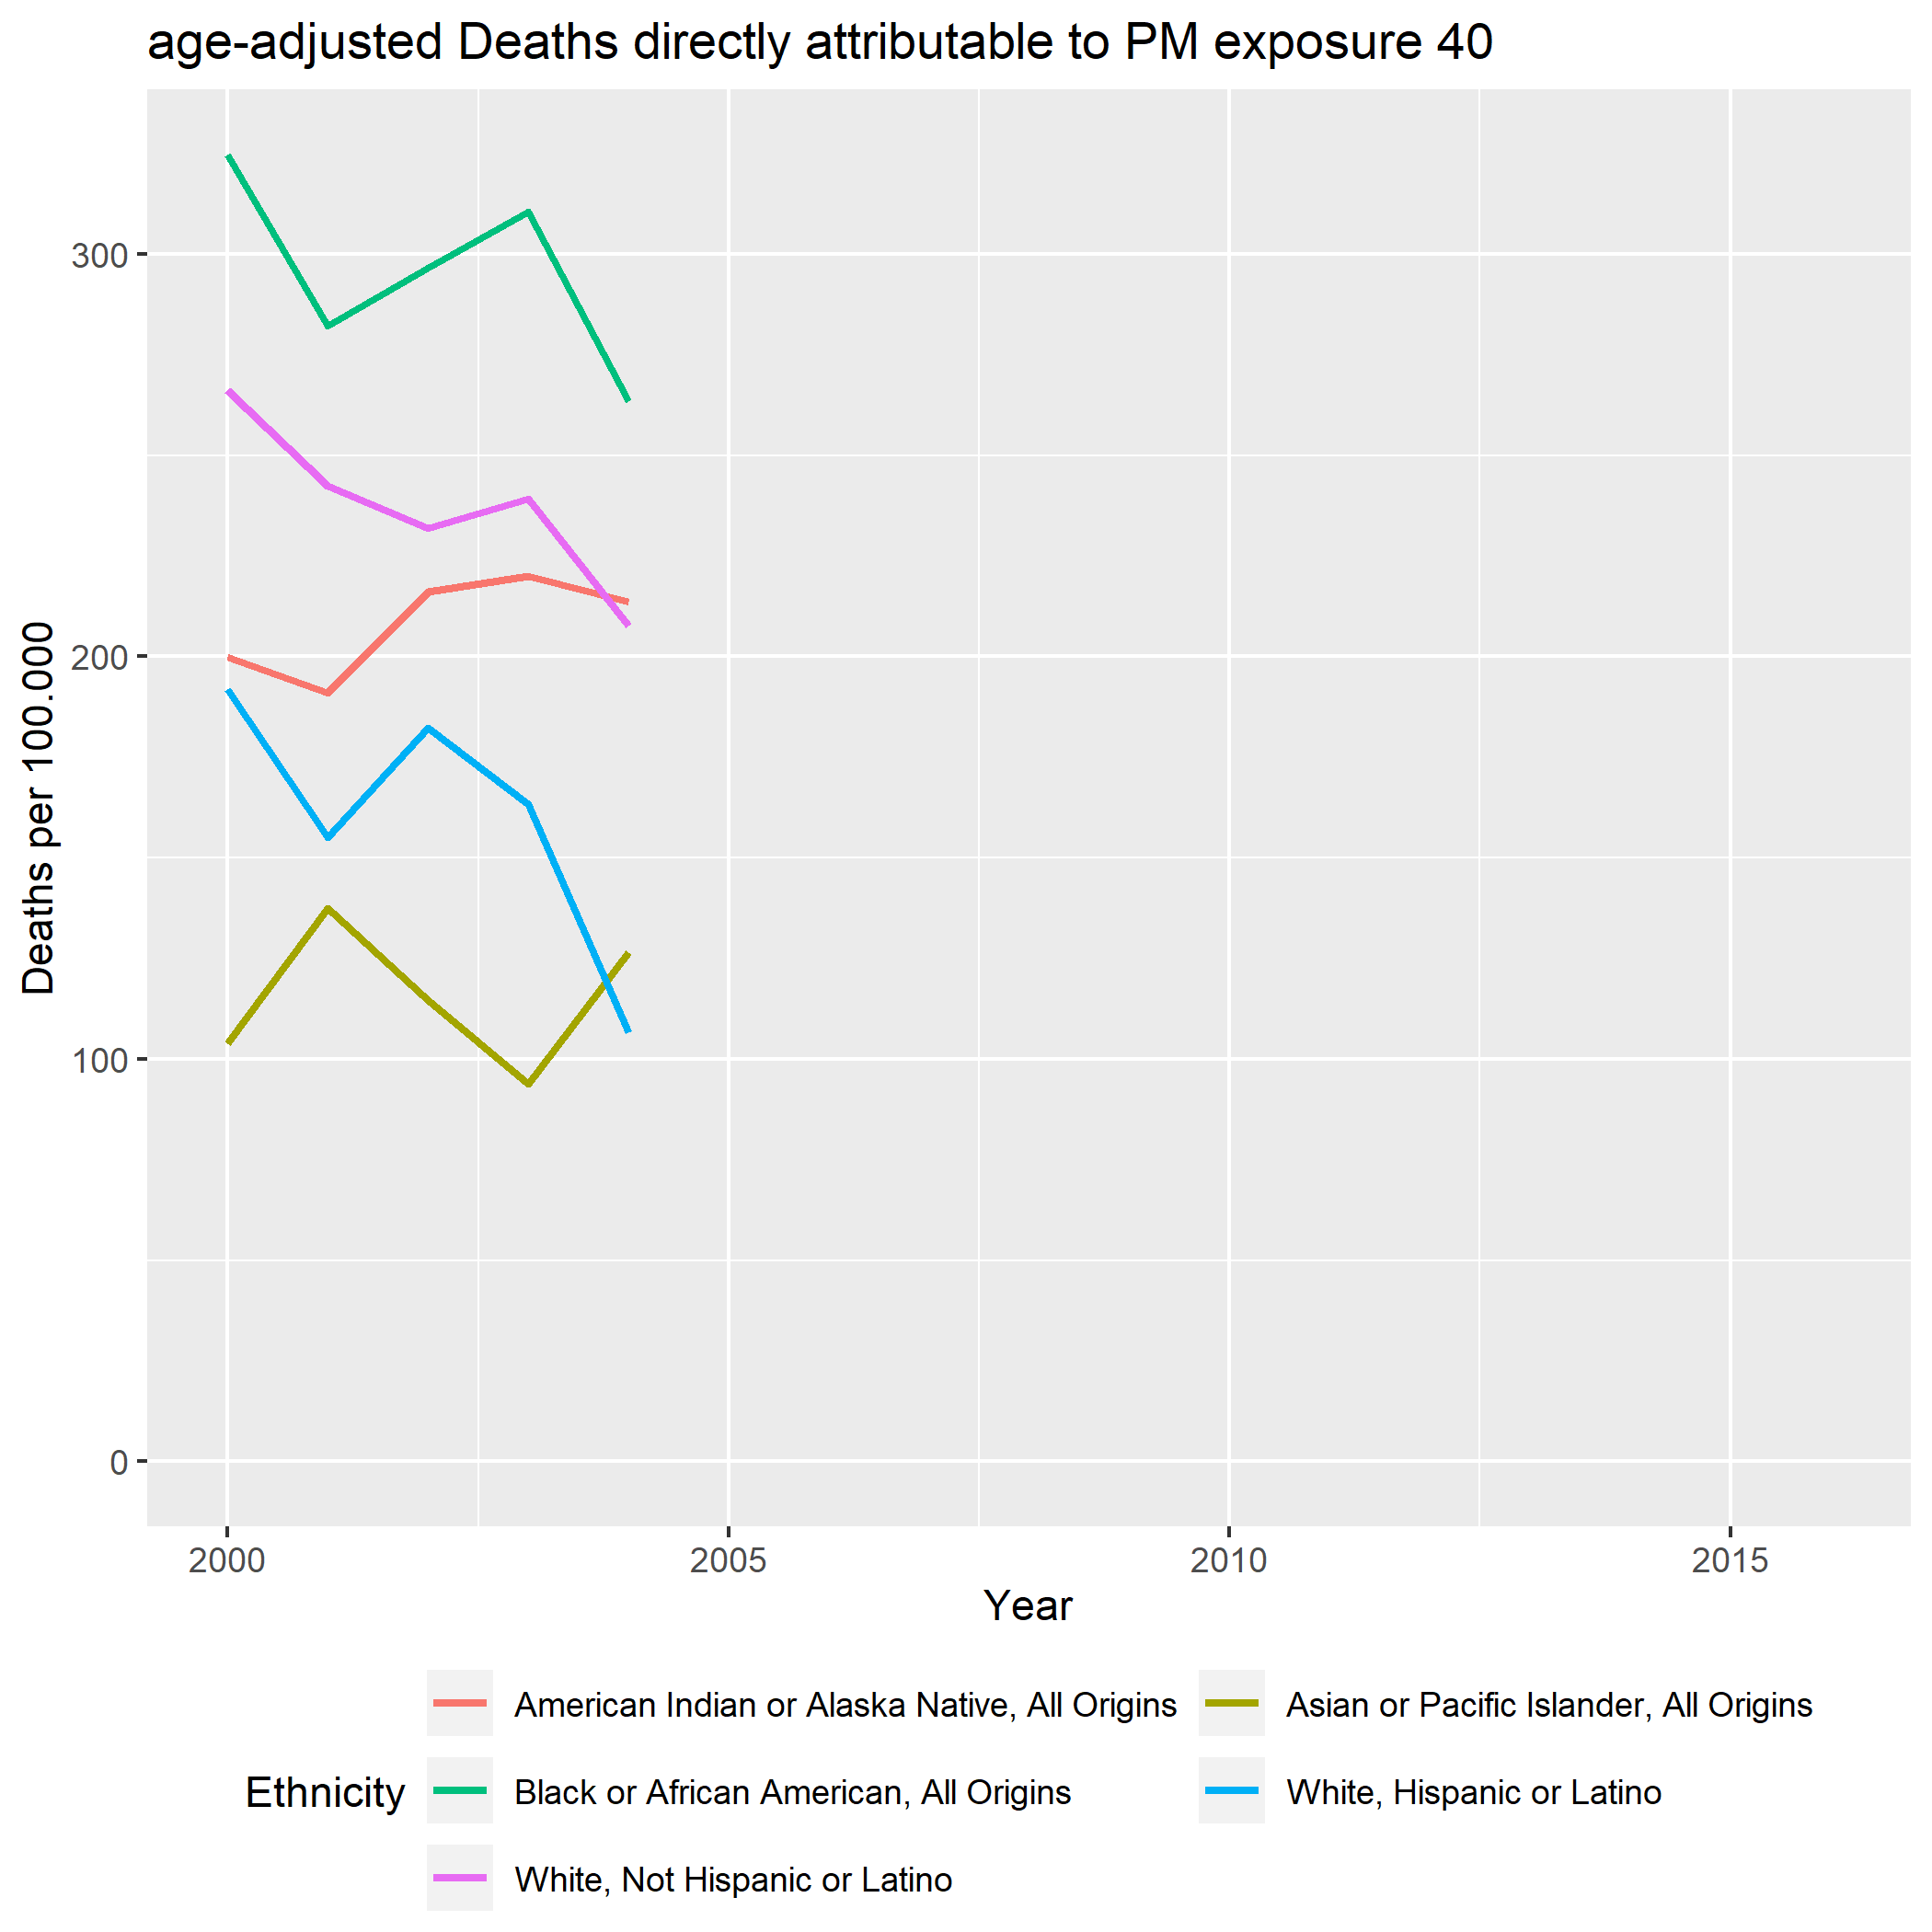 age-adjusted Deaths directly attributable to PM exposure 40
Deaths per 100.000
300
200
100
0
2000 2005 2010 2015
Year
Ethnicity
American Indian or Alaska Native, All Origins
Asian or Pacific Islander, All Origins
Black or African American, All Origins
White, Hispanic or Latino
White, Not Hispanic or Latino